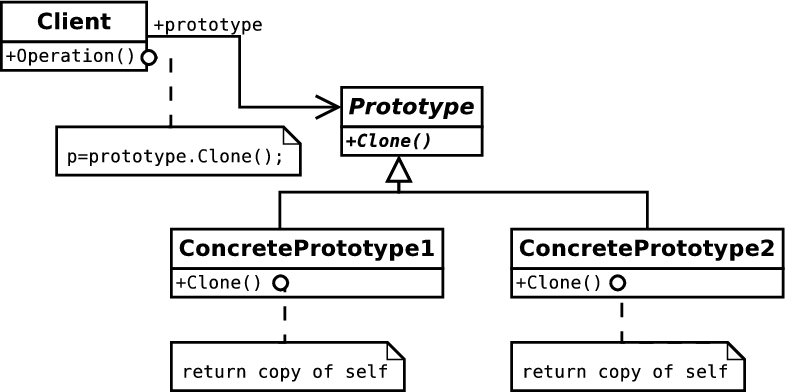 Client
+prototype
+Operation()
p=prototype.Clone();
Prototype
+Clone()
ConcretePrototype1
+Clone()
return copy of self
ConcretePrototype2
+Clone()
return copy of self